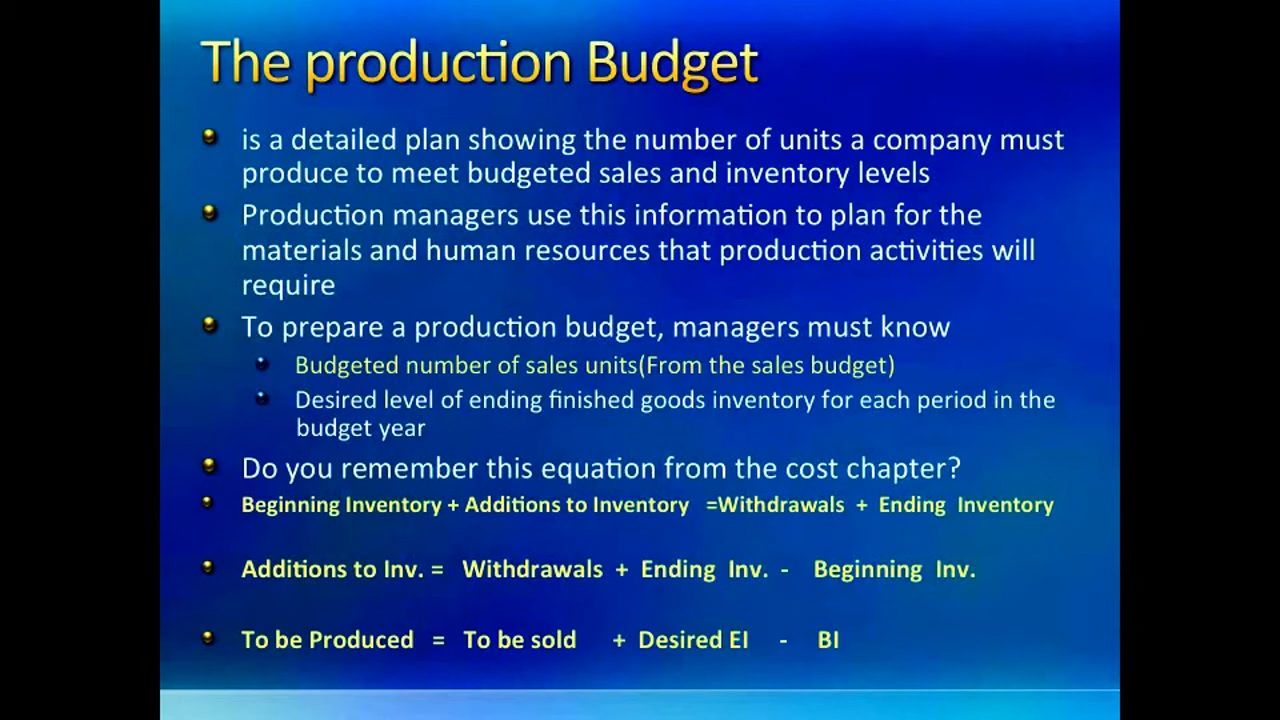 The production Budget
is a detailed plan showing the number of units a company must
produce to meet budgeted sales and inventory levels
Production managers use this information to plan for the
materials and human resources that production activities will
require
To prepare a production budget, managers must know
Budgeted number of sales units(From the sales budget)
Desired level of ending finished goods inventory for each period in the
budget year
Do you remember this equation from the cost chapter?
Beginning Inventory + Additions to Inventory =Withdrawals + Ending Inventory
Additions to Inv. = Withdrawals + Ending Inv. - Beginning Inv.
To be Produced = To be sold + Desired EI - BI